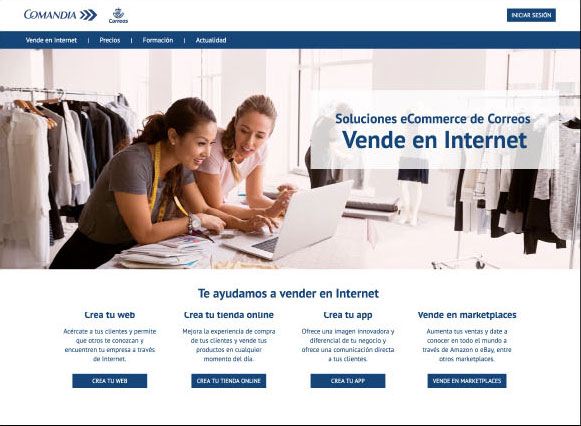 COMANDIA
Correos
INICIAR SESIÓN
Vende en Internet | Precios | Formación | Actualidad
Soluciones eCommerce de Correos
Vende en Internet
Te ayudamos a vender en Internet
Crea tu web
Acércate a tus clientes y permite
que otros te conozcan y
encuentren tu empresa a través
de Internet.
CREA TU WEB
Crea tu tienda online
Mejora la experiencia de compra
de tus clientes y vende tus
productos en cualquier
momento del día.
CREA TU TIENDA ONLINE
Crea tu app
Ofrece una imagen innovadora y
diferencial de tu negocio y
ofrece una comunicación directa
a tus clientes.
CREA TU APP
Vende en marketplaces
Aumenta tus ventas y date a
conocer en todo el mundo a
través de Amazon o eBay, entre
otros marketplaces.
VENDE EN MARKETPLACES